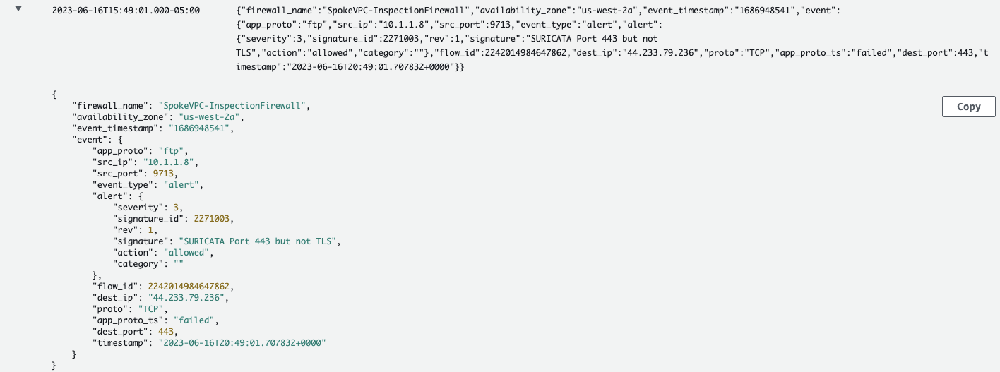 2023-06-16T15:49:01.000-05:00 {"firewall_name":"SpokeVPC-InspectionFirewall","availability_zone":"us-west-2a","event_timestamp":"1686948541","event":
{"app_proto":"ftp","src_ip":"10.1.1.8","src_port":9713,"event_type":"alert","alert":
{"severity":3,"signature_id":2271003,"rev":1,"signature":"SURICATA Port 443 but not
TLS","action":"allowed","category":""},"flow_id":2242014984647862,"dest_ip":"44.233.79.236","proto":"TCP","app_proto_ts":"failed","dest_port":443,"t
imestamp":"2023-06-16T20:49:01.707832+0000"}}
{
Copy
"firewall_name": "SpokeVPC-InspectionFirewall",
"availability_zone": "us-west-2a",
"event_timestamp": "1686948541",
"event": {
"app_proto": "ftp",
"src_ip": "10.1.1.8",
"src_port": 9713,
"event_type": "alert",
"alert": {
"severity": 3,
"signature_id": 2271003,
"rev": 1,
"signature": "SURICATA Port 443 but not TLS",
"action": "allowed",
"category": ""
},
"flow_id": 2242014984647862,
"dest_ip": "44.233.79.236",
"proto": "TCP",
"app_proto_ts": "failed",
"dest_port": 443,
"timestamp": "2023-06-16T20:49:01.707832+0000"
}
}